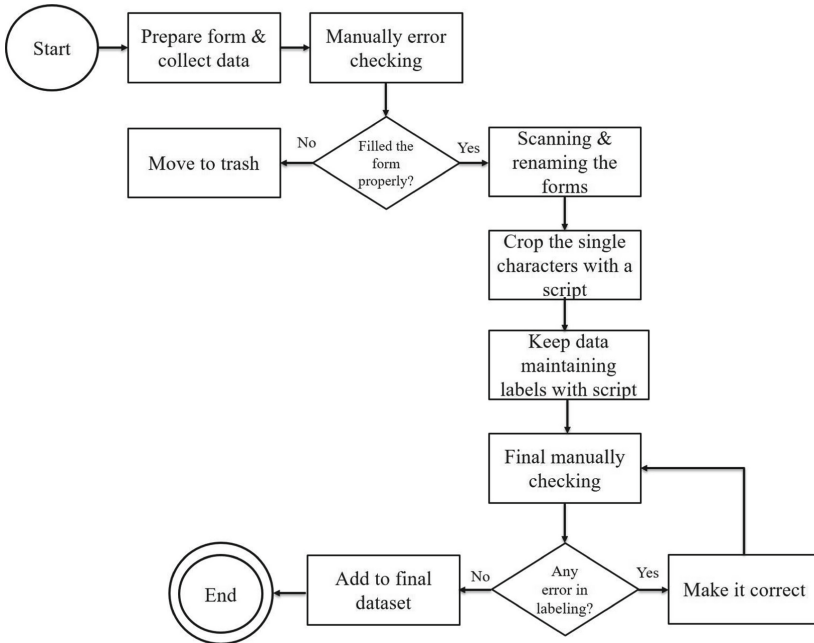 Start
Prepare form &
collect data
Manually error
checking
Filled the
form
properly?
No
Yes
Move to trash
Scanning &
renaming the
forms
Crop the single
characters with a
script
Keep data
maintaining
labels with script
Final manually
checking
Any
error in
labeling?
No
Yes
Make it correct
Add to final
dataset
End